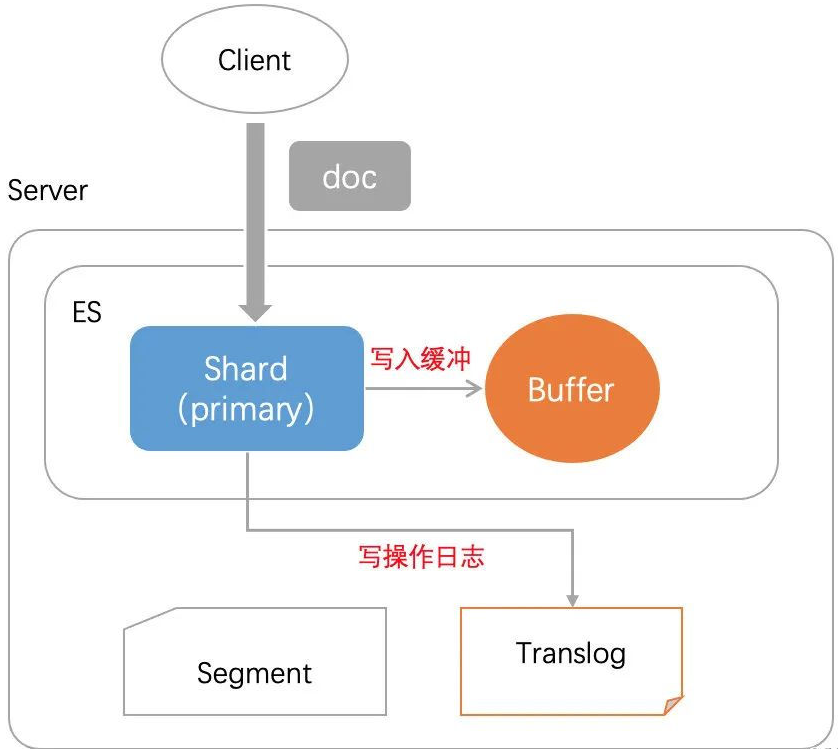 Client
doc
Server
ES
Shard
（primary）
写入缓冲
Buffer
写操作日志
Segment
Translog